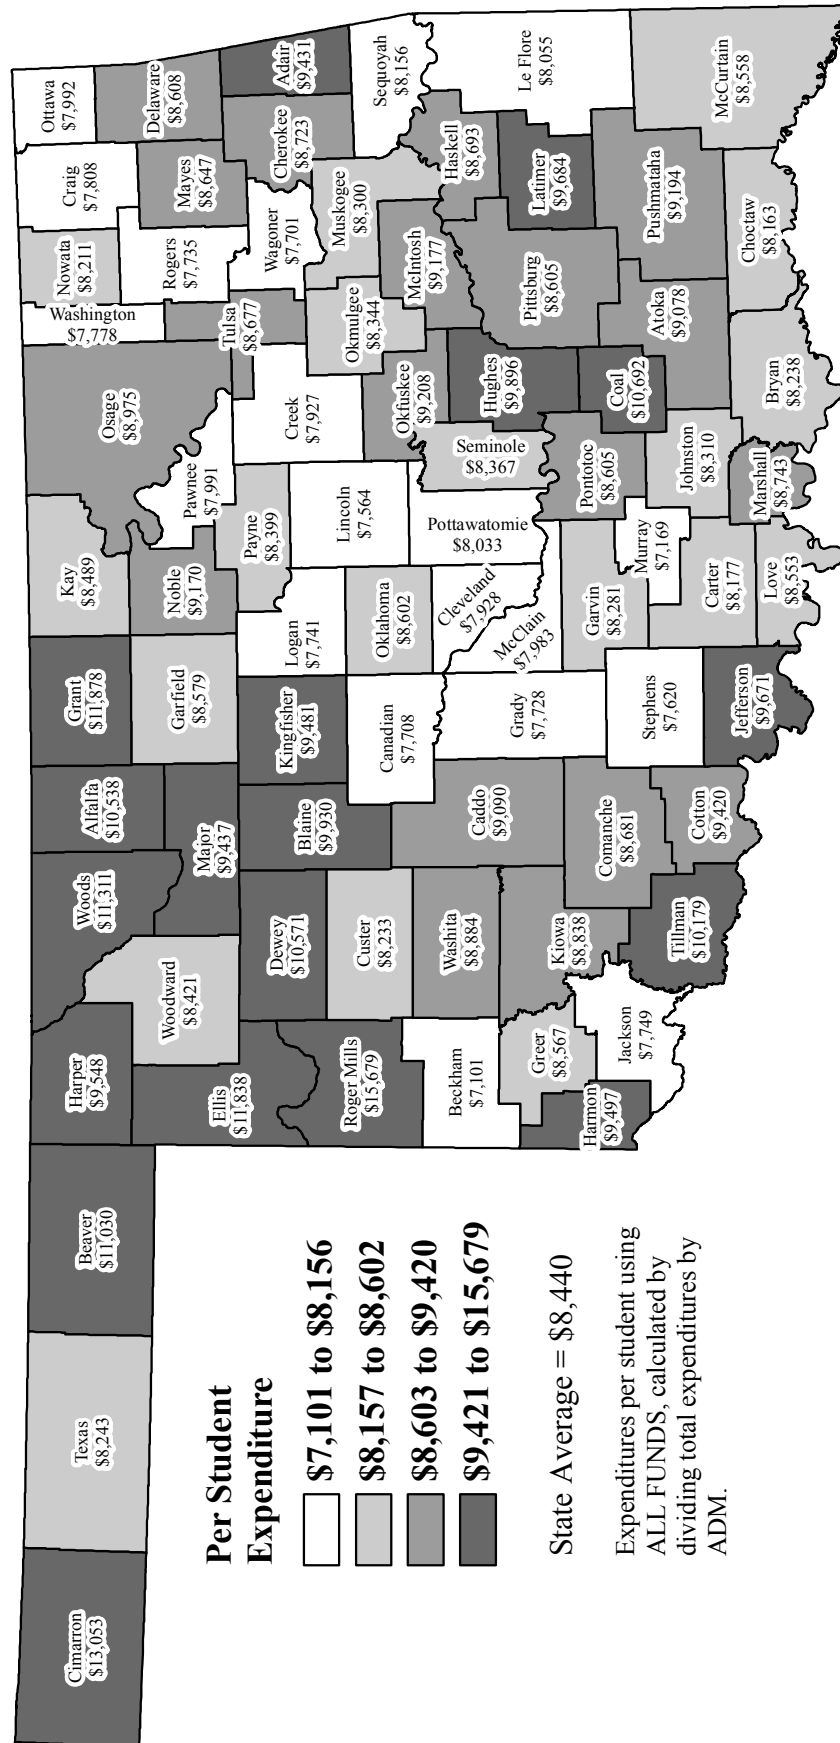 Cimarron
$13,053
Texas
$8,243
Beaver
$11,030
Harper
$9,548
Woods
$11,311
Alfalfa
$10,538
Grant
$11,878
Kay
$8,489
Osage
$8,975
Washington
$7,778
Nowata
$8,211
Craig
$7,808
Ottawa
$7,992
Ellis
$11,838
Woodward
$8,421
Major
$9,437
Garfield
$8,579
Noble
$9,170
Pawnee
$7,991
Rogers
$7,735
Mayes
$8,647
Delaware
$8,608
Roger Mills
$15,679
Dewey
$10,571
Blaine
$9,930
Kingfisher
$9,481
Logan
$7,741
Payne
$8,399
Creek
$7,927
Tulsa
$8,677
Wagoner
$7,701
Cherokee
$8,723
Adair
$9,431
Beckham
$7,101
Custer
$8,233
Canadian
$7,708
Oklahoma
$8,602
Lincoln
$7,564
Okfuskee
$9,208
Okmulgee
$8,344
Muskogee
$8,300
Sequoyah
$8,156
Washita
$8,884
Caddo
$9,090
Grady
$7,728
Cleveland
$7,928
McClain
$7,983
Pottawatomie
$8,033
Seminole
$8,367
Hughes
$9,896
McIntosh
$9,177
Haskell
$8,693
Le Flore
$8,055
Harmon
$9,497
Greer
$8,567
Kiowa
$8,838
Comanche
$8,681
Stephens
$7,620
Garvin
$8,281
Murray
$7,169
Pontotoc
$8,605
Coal
$10,692
Pittsburg
$8,605
Latimer
$9,684
Jackson
$7,749
Tillman
$10,179
Cotton
$9,420
Jefferson
$9,671
Carter
$8,177
Johnston
$8,310
Atoka
$9,078
Pushmataha
$9,194
McCurtain
$8,558
Love
$8,553
Marshall
$8,743
Bryan
$8,238
Choctaw
$8,163
Per Student
Expenditure
$7,101 to $8,156
$8,157 to $8,602
$8,603 to $9,420
$9,421 to $15,679
State Average = $8,440
Expenditures per student using
ALL FUNDS, calculated by
dividing total expenditures by
ADM.